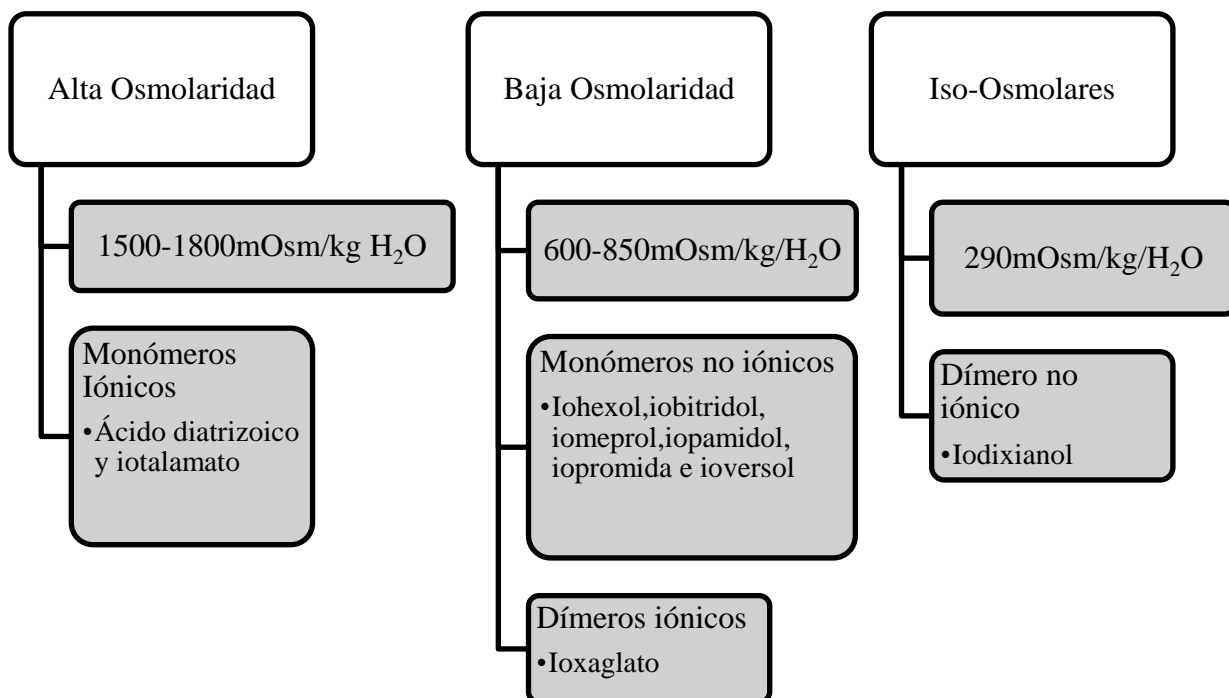 Alta Osmolaridad
1500-1800mOsm/kg H₂O
Monómeros
Iónicos
•Ácido diatrizoico
y iotalamato
Baja Osmolaridad
600-850mOsm/kg/H₂O
Monómeros no iónicos
•Iohexol,iobitridol,
iomeprol,iopamidol,
iopromida e ioversol
Dímeros iónicos
•Ioxaglato
Iso-Osmolares
290mOsm/kg/H₂O
Dímero no
iónico
•Iodixianol